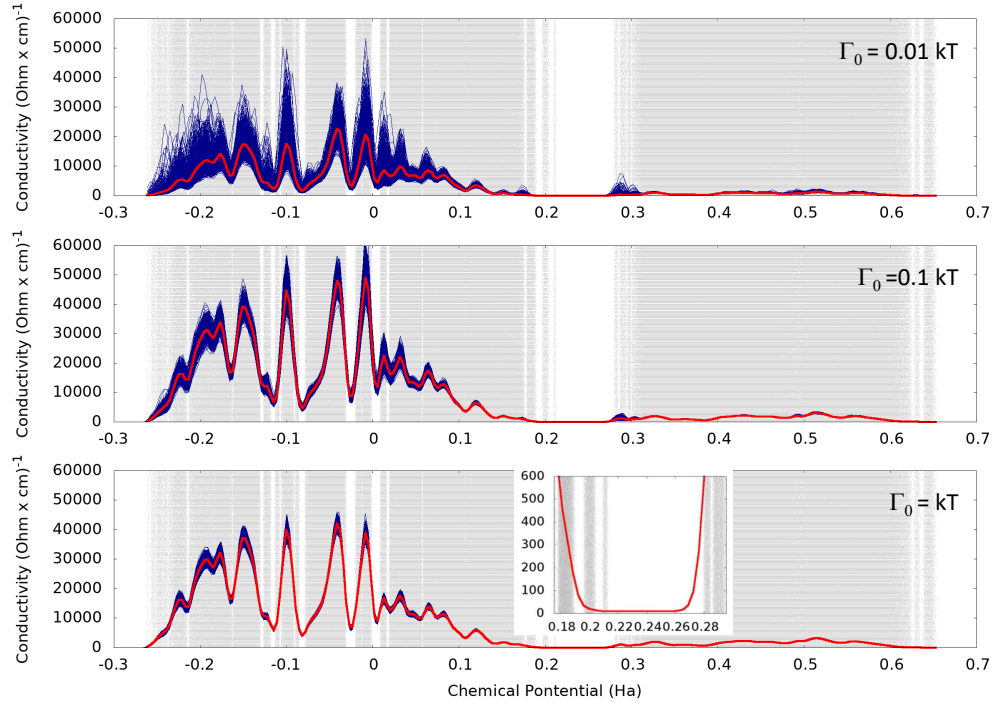 60000
50000
40000
30000
20000
10000
0
Conductivity (Ohm x cm)-1
Γ0 = 0.01 kT
-0.3 -0.2 -0.1 0 0.1 0.2 0.3 0.4 0.5 0.6 0.7
60000
50000
40000
30000
20000
10000
0
Conductivity (Ohm x cm)-1
Γ0 =0.1 kT
-0.3 -0.2 -0.1 0 0.1 0.2 0.3 0.4 0.5 0.6 0.7
60000
50000
40000
30000
20000
10000
0
Conductivity (Ohm x cm)-1
600
500
400
300
200
100
0
0.18 0.2 0.22 0.24 0.26 0.28
Γ0 = kT
-0.3 -0.2 -0.1 0 0.1 0.2 0.3 0.4 0.5 0.6 0.7
Chemical Pontential (Ha)